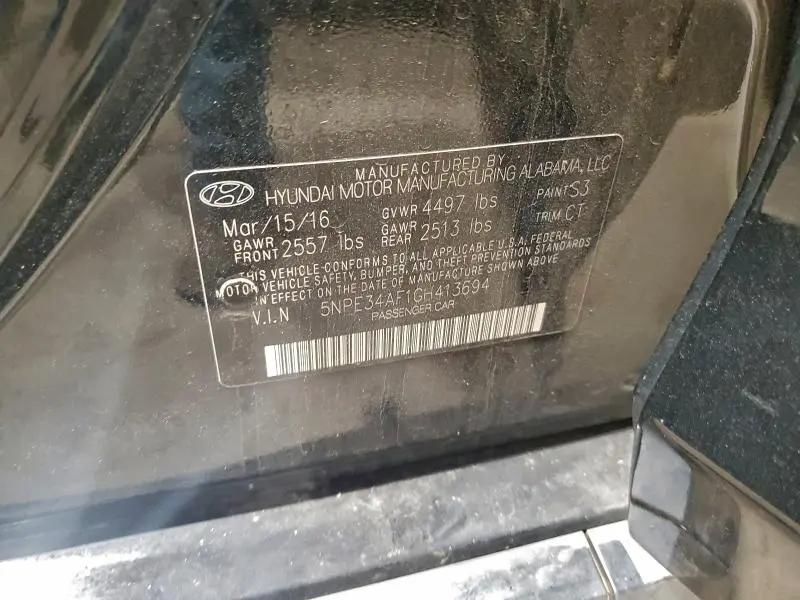 MANUFACTURED BY
HYUNDAI MOTOR MANUFACTURING ALABAMA, LLC
Mar/15/16 GVWR 4497 lbs PAINT S3
GAWR FRONT 2557 lbs GAWR REAR 2513 lbs TRIM CT
THIS VEHICLE CONFORMS TO ALL APPLICABLE U.S.A. FEDERAL
MOTOR VEHICLE SAFETY, BUMPER, AND THEFT PREVENTION STANDARDS
IN EFFECT ON THE DATE OF MANUFACTURE SHOWN ABOVE.
V.I.N 5NPE34AF1GH413694
PASSENGER CAR